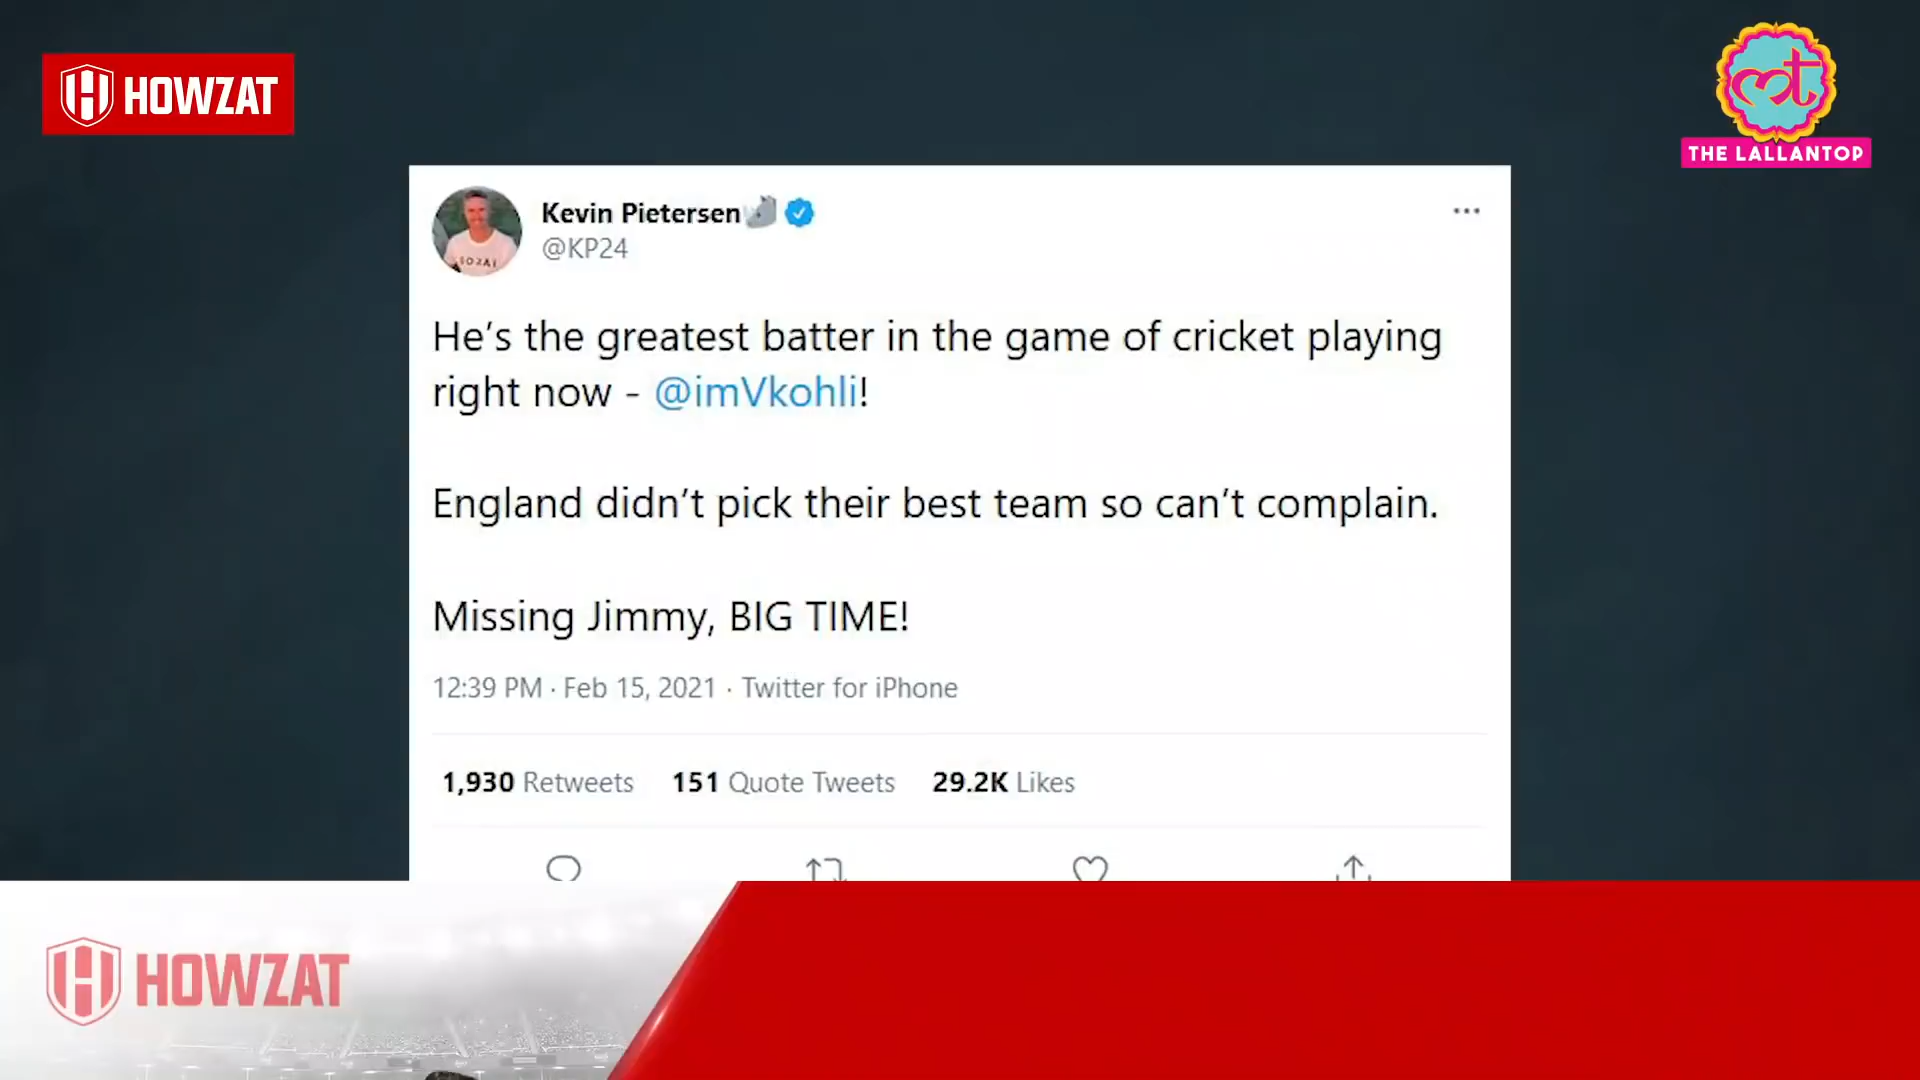 HOWZAT
THE LALLANTOP
Kevin Pietersen
@KP24
He's the greatest batter in the game of cricket playing
right now - @imVkohli!
England didn't pick their best team so can't complain.
Missing Jimmy, BIG TIME!
12:39 PM · Feb 15, 2021 · Twitter for iPhone
1,930 Retweets 151 Quote Tweets 29.2K Likes
HOWZAT